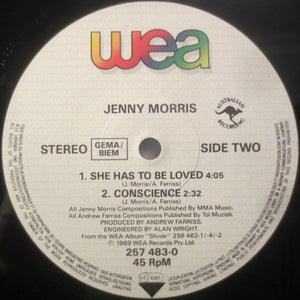 wea
JENNY MORRIS
AUSTRALIAN
RECORDING
STEREO
GEMA/
BIEM
SIDE TWO
1. SHE HAS TO BE LOVED 4:05
(J. Morris/A. Farriss)
2. CONSCIENCE 2:32
(J. Morris/A. Farriss)
All Jenny Morris Compositions Published By MMA Music.
All Andrew Farriss Compositions Published By Tol Muziek.
PRODUCED BY ANDREW FARRISS.
ENGINEERED BY ALAN WRIGHT.
From the WEA Album "Shiver" 256 462-1/-4/-2
℗ 1989 WEA Records Pty Ltd.
257 483-0
45 RpM
LC 4281